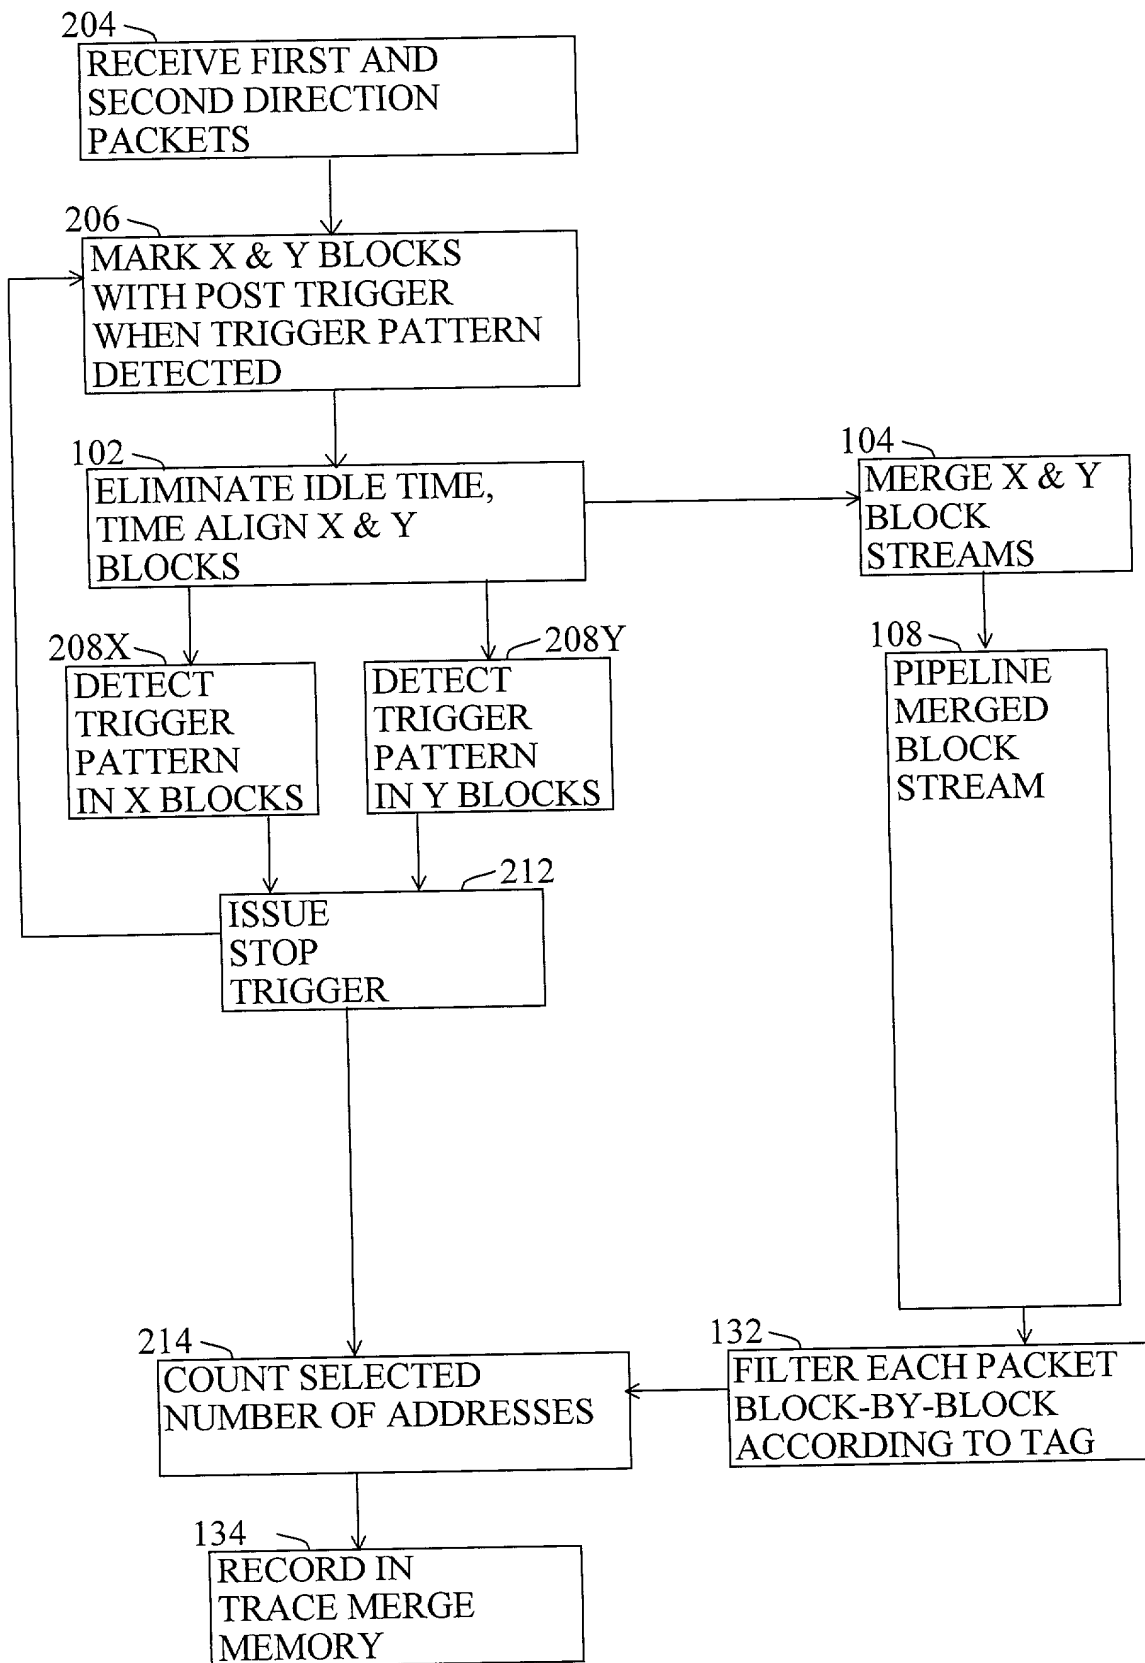 204
RECEIVE FIRST AND
SECOND DIRECTION
PACKETS
206
MARK X & Y BLOCKS
WITH POST TRIGGER
WHEN TRIGGER PATTERN
DETECTED
102
ELIMINATE IDLE TIME,
TIME ALIGN X & Y
BLOCKS
104
MERGE X & Y
BLOCK
STREAMS
208X
DETECT
TRIGGER
PATTERN
IN X BLOCKS
208Y
DETECT
TRIGGER
PATTERN
IN Y BLOCKS
108
PIPELINE
MERGED
BLOCK
STREAM
212
ISSUE
STOP
TRIGGER
214
COUNT SELECTED
NUMBER OF ADDRESSES
132
FILTER EACH PACKET
BLOCK-BY-BLOCK
ACCORDING TO TAG
134
RECORD IN
TRACE MERGE
MEMORY